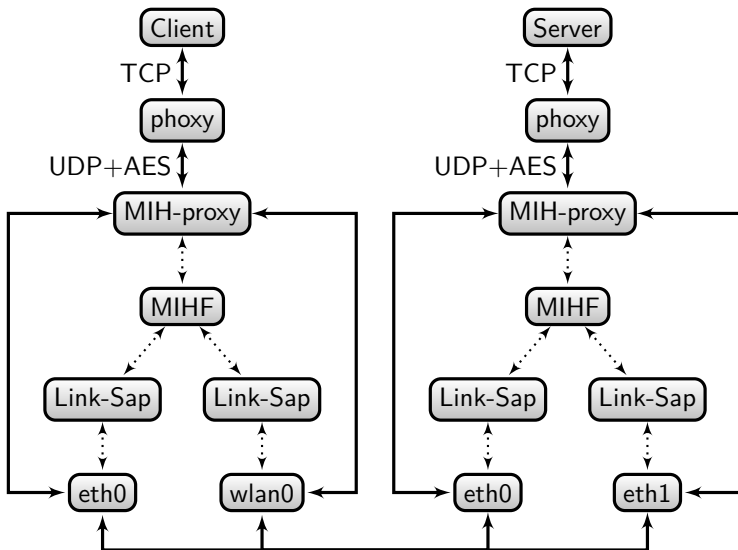 Client
Server
TCP
TCP
phoxy
phoxy
UDP+AES
UDP+AES
MIH-proxy
MIH-proxy
MIHF
MIHF
Link-Sap
Link-Sap
Link-Sap
Link-Sap
eth0
wlan0
eth0
eth1